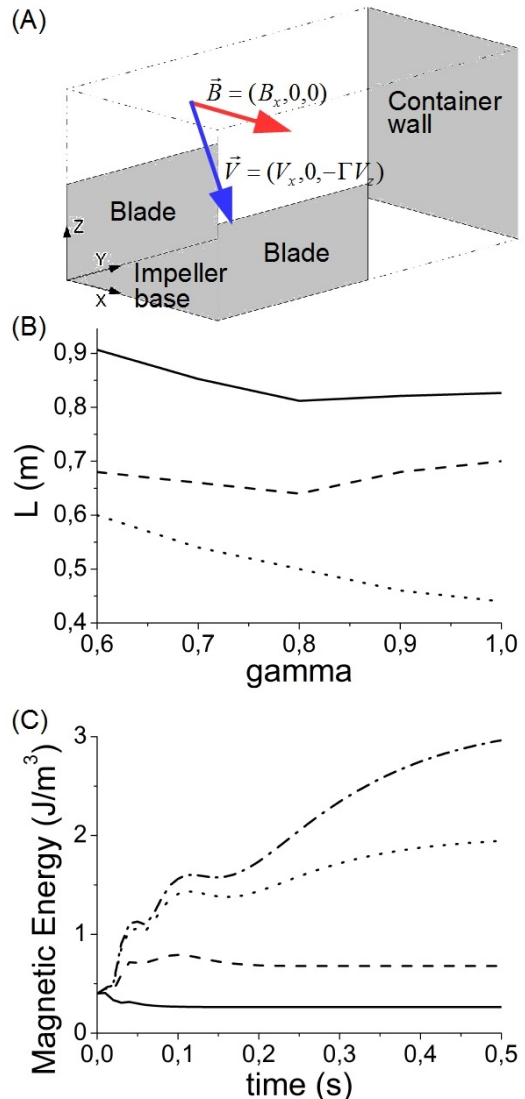 (A)
B⃗ = (Bₓ,0,0)
Container
wall
V⃗ = (Vₓ,0,−ΓV_z)
Blade
Z
Y
Impeller
Blade
X
base
(B)
0,9
0,8
0,7
0,6
0,5
0,4
L (m)
0,6 0,7 0,8 0,9 1,0
gamma
(C)
3
2
1
0
Magnetic Energy (J/m³)
0,0 0,1 0,2 0,3 0,4 0,5
time (s)